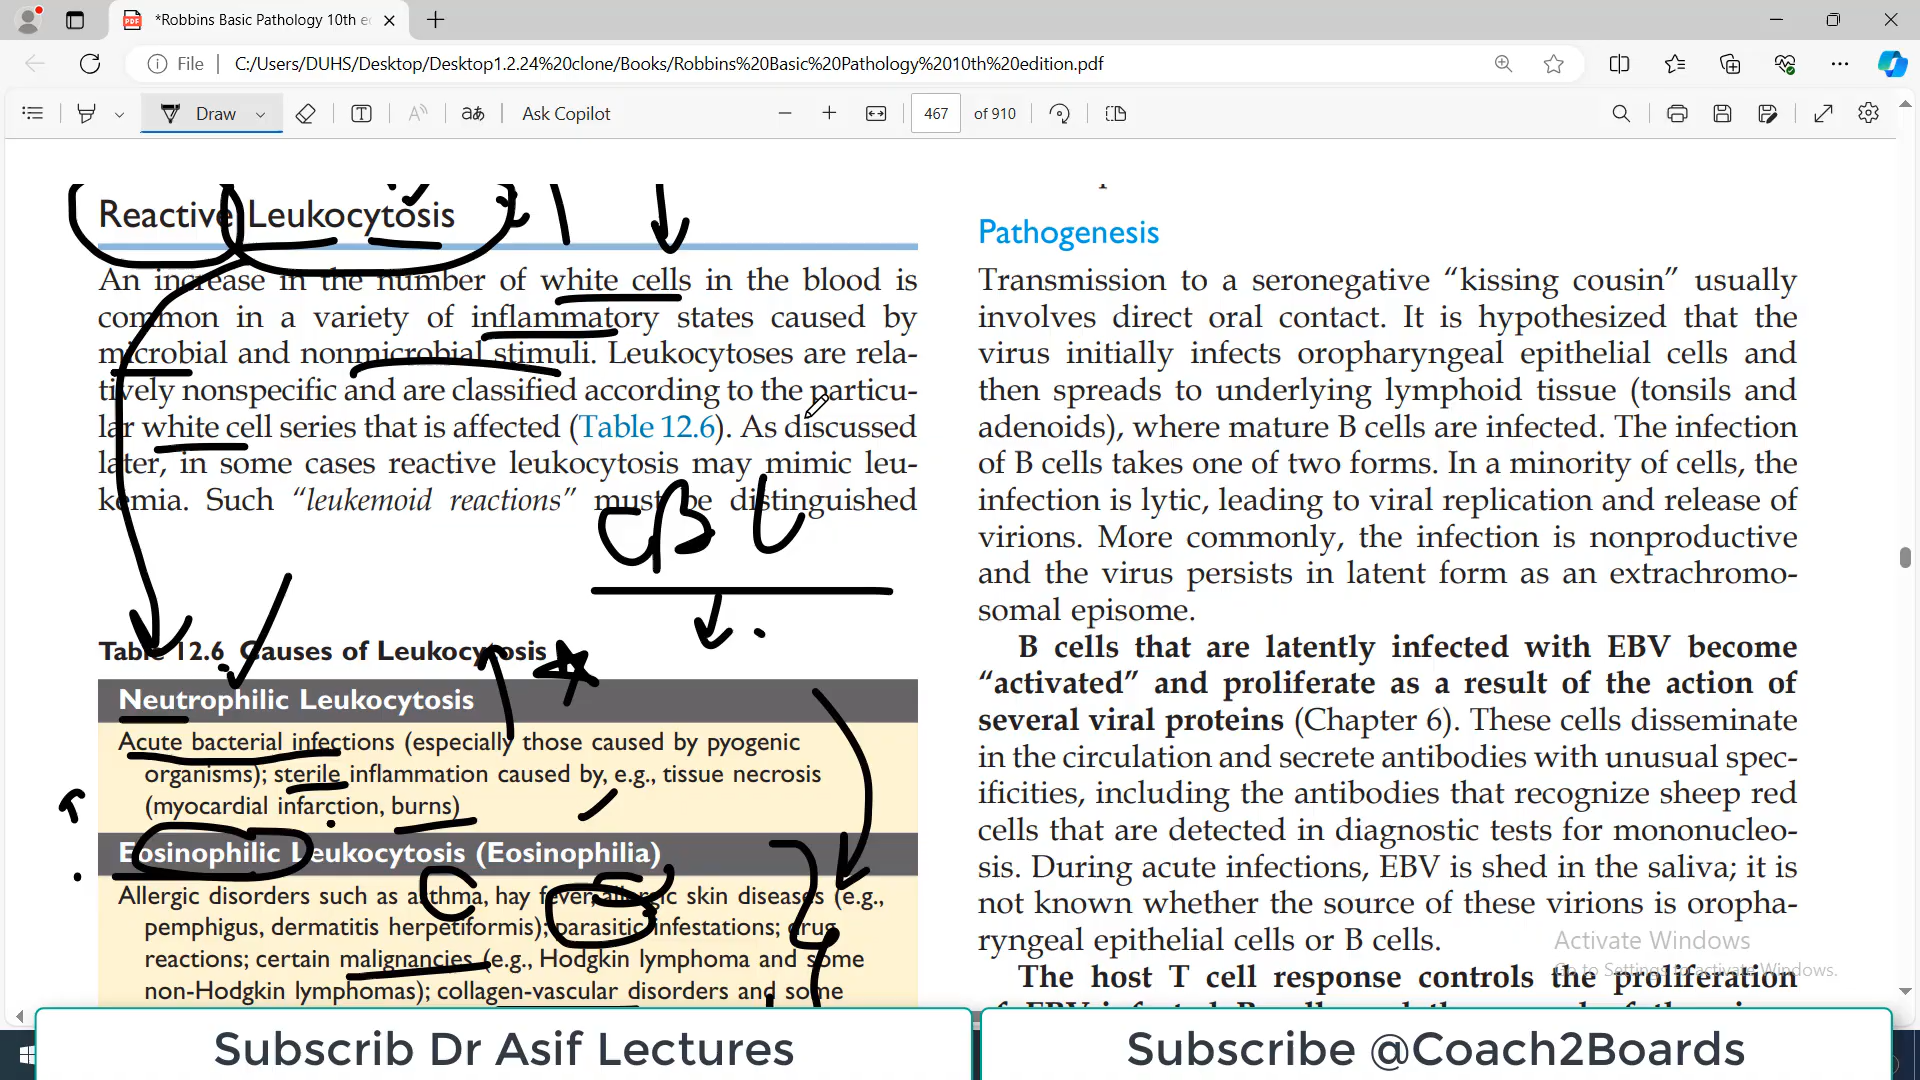 *Robbins Basic Pathology 10th e
File
C:/Users/DUHS/Desktop/Desktop1.2.24%20clone/Books/Robbins%20Basic%20Pathology%2010th%20edition.pdf
Draw
Ask Copilot
467 of 910
Reactive Leukocytosis
An increase in the number of white cells in the blood is
common in a variety of inflammatory states caused by
microbial and nonmicrobial stimuli. Leukocytoses are rela-
tively nonspecific and are classified according to the particu-
lar white cell series that is affected (Table 12.6). As discussed
later, in some cases reactive leukocytosis may mimic leu-
kemia. Such “leukemoid reactions” must be distinguished
Table 12.6 Causes of Leukocytosis
Neutrophilic Leukocytosis
Acute bacterial infections (especially those caused by pyogenic
organisms); sterile inflammation caused by, e.g., tissue necrosis
(myocardial infarction, burns)
Eosinophilic Leukocytosis (Eosinophilia)
Allergic disorders such as asthma, hay fever, allergic skin diseases (e.g.,
pemphigus, dermatitis herpetiformis); parasitic infestations; drug
reactions; certain malignancies (e.g., Hodgkin lymphoma and some
non-Hodgkin lymphomas); collagen-vascular disorders and some
Pathogenesis
Transmission to a seronegative “kissing cousin” usually
involves direct oral contact. It is hypothesized that the
virus initially infects oropharyngeal epithelial cells and
then spreads to underlying lymphoid tissue (tonsils and
adenoids), where mature B cells are infected. The infection
of B cells takes one of two forms. In a minority of cells, the
infection is lytic, leading to viral replication and release of
virions. More commonly, the infection is nonproductive
and the virus persists in latent form as an extrachromo-
somal episome.
B cells that are latently infected with EBV become
“activated” and proliferate as a result of the action of
several viral proteins (Chapter 6). These cells disseminate
in the circulation and secrete antibodies with unusual spec-
ificities, including the antibodies that recognize sheep red
cells that are detected in diagnostic tests for mononucleo-
sis. During acute infections, EBV is shed in the saliva; it is
not known whether the source of these virions is oropha-
ryngeal epithelial cells or B cells.
The host T cell response controls the proliferation
Activate Windows
Go to Settings to activate Windows.
Subscrib Dr Asif Lectures
Subscribe @Coach2Boards